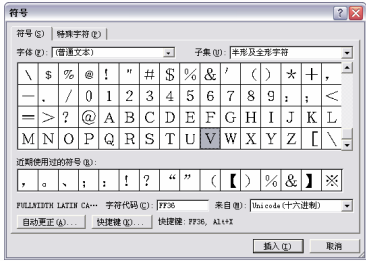 符号
符号(S) 特殊字符(P)
字体(F): (普通文本) 子集(U): 半形及全形字符
\ $ % @ ! " # $ % & ' ( ) * + ,
— . / 0 1 2 3 4 5 6 7 8 9 : ; <
= > ? @ A B C D E F G H I J K L
M N O P Q R S T U V W X Y Z [ \
近期使用过的符号(R):
, 。 、 ; : ! ? “ ” ( 【 ) % & 】 ※
FULLWIDTH LATIN CA… 字符代码(C): FF36 来自(M): Unicode(十六进制)
自动更正(A)... 快捷键(K)... 快捷键: FF36, Alt+X
插入(I) 取消